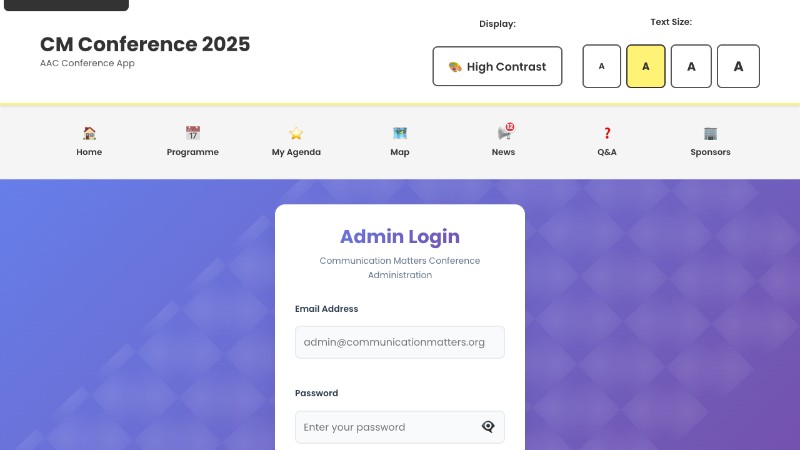 CM Conference 2025
AAC Conference App
Display:
High Contrast
Text Size:
A
A
A
A
Home
Programme
My Agenda
Map
12
News
Q&A
Sponsors
Admin Login
Communication Matters Conference
Administration
Email Address
admin@communicationmatters.org
Password
Enter your password